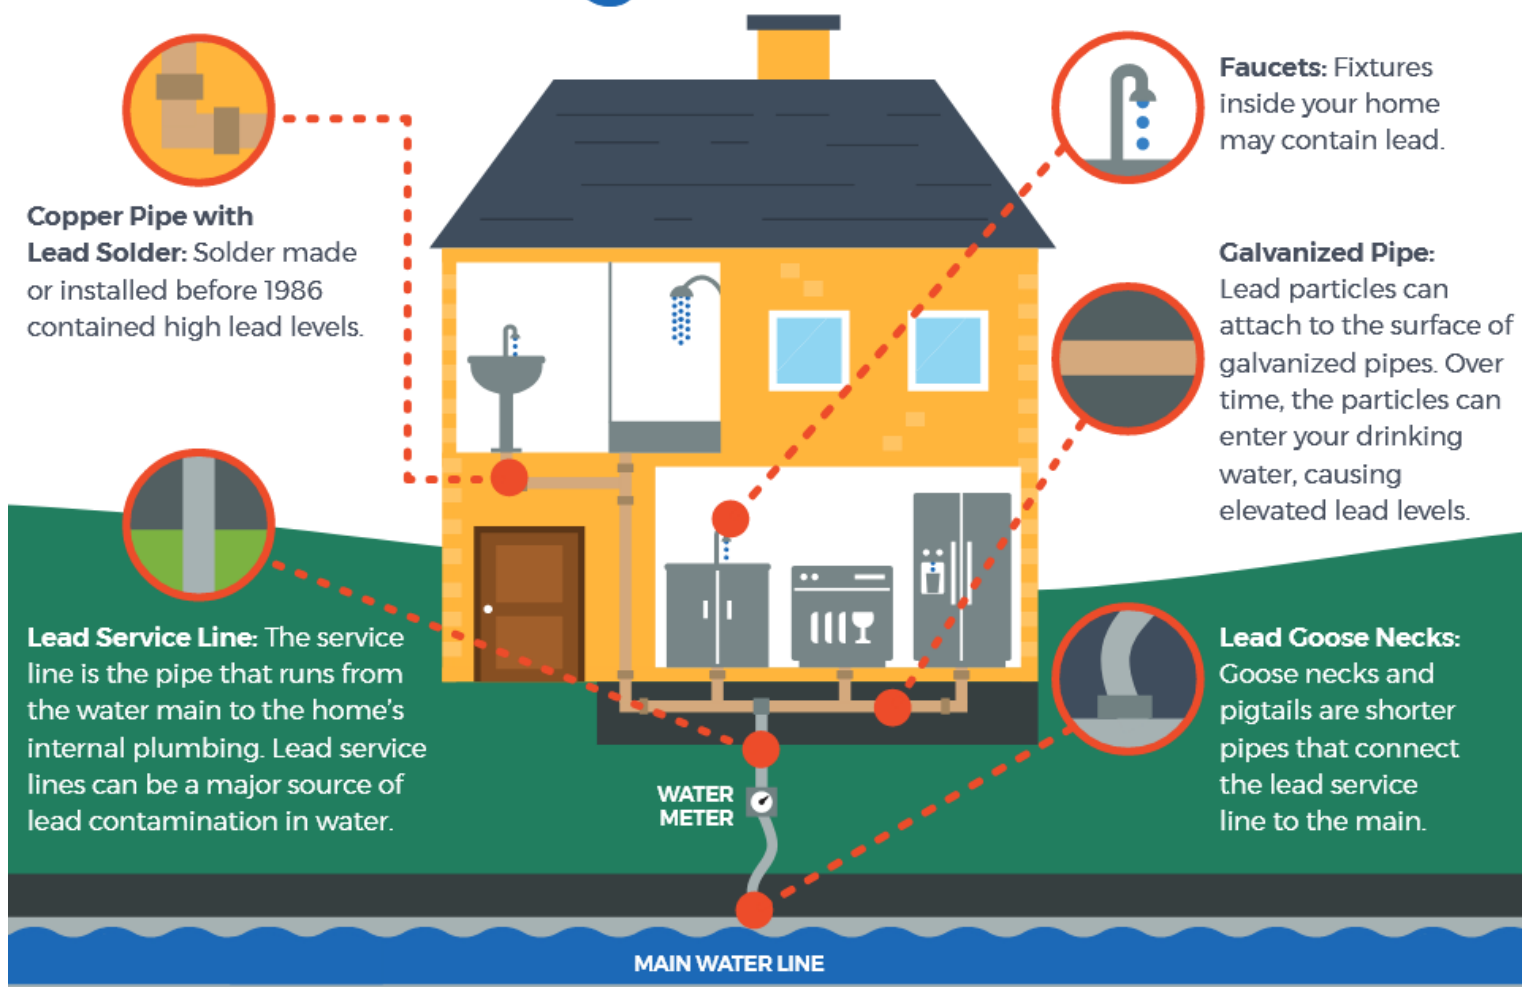 Copper Pipe with
Lead Solder: Solder made
or installed before 1986
contained high lead levels.
Faucets: Fixtures
inside your home
may contain lead.
Galvanized Pipe:
Lead particles can
attach to the surface of
galvanized pipes. Over
time, the particles can
enter your drinking
water, causing
elevated lead levels.
Lead Service Line: The service
line is the pipe that runs from
the water main to the home's
internal plumbing. Lead service
lines can be a major source of
lead contamination in water.
Lead Goose Necks:
Goose necks and
pigtails are shorter
pipes that connect
the lead service
line to the main.
WATER
METER
MAIN WATER LINE